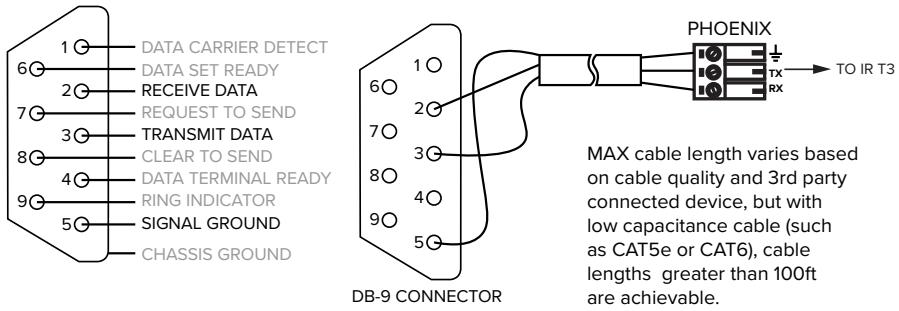 1 DATA CARRIER DETECT
6 DATA SET READY
2 RECEIVE DATA
7 REQUEST TO SEND
3 TRANSMIT DATA
8 CLEAR TO SEND
4 DATA TERMINAL READY
9 RING INDICATOR
5 SIGNAL GROUND
CHASSIS GROUND
1
6
2
7
3
8
4
9
5
DB-9 CONNECTOR
PHOENIX
TX
RX
TO IR T3
MAX cable length varies based
on cable quality and 3rd party
connected device, but with
low capacitance cable (such
as CAT5e or CAT6), cable
lengths greater than 100ft
are achievable.